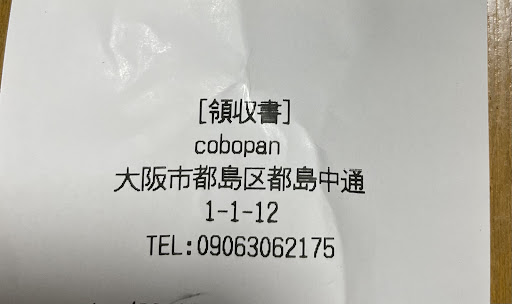 [領収書]
cobopan
大阪市都島区都島中通
1-1-12
TEL:09063062175